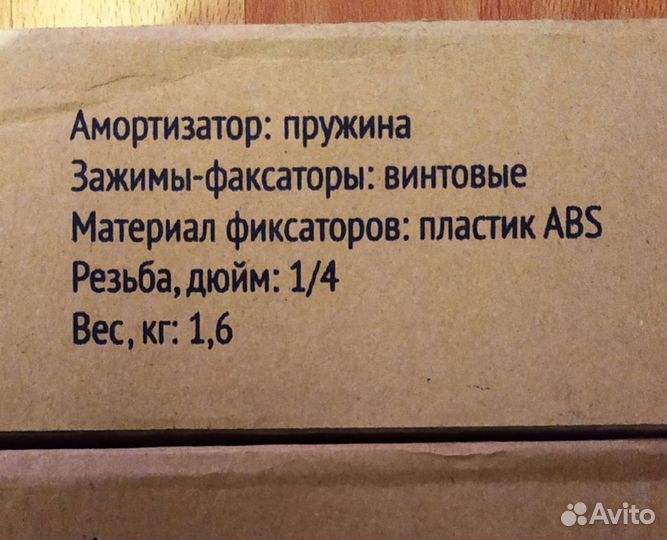 Амортизатор: пружина
Зажимы-факсаторы: винтовые
Материал фиксаторов: пластик ABS
Резьба, дюйм: 1/4
Вес, кг: 1,6
Avito